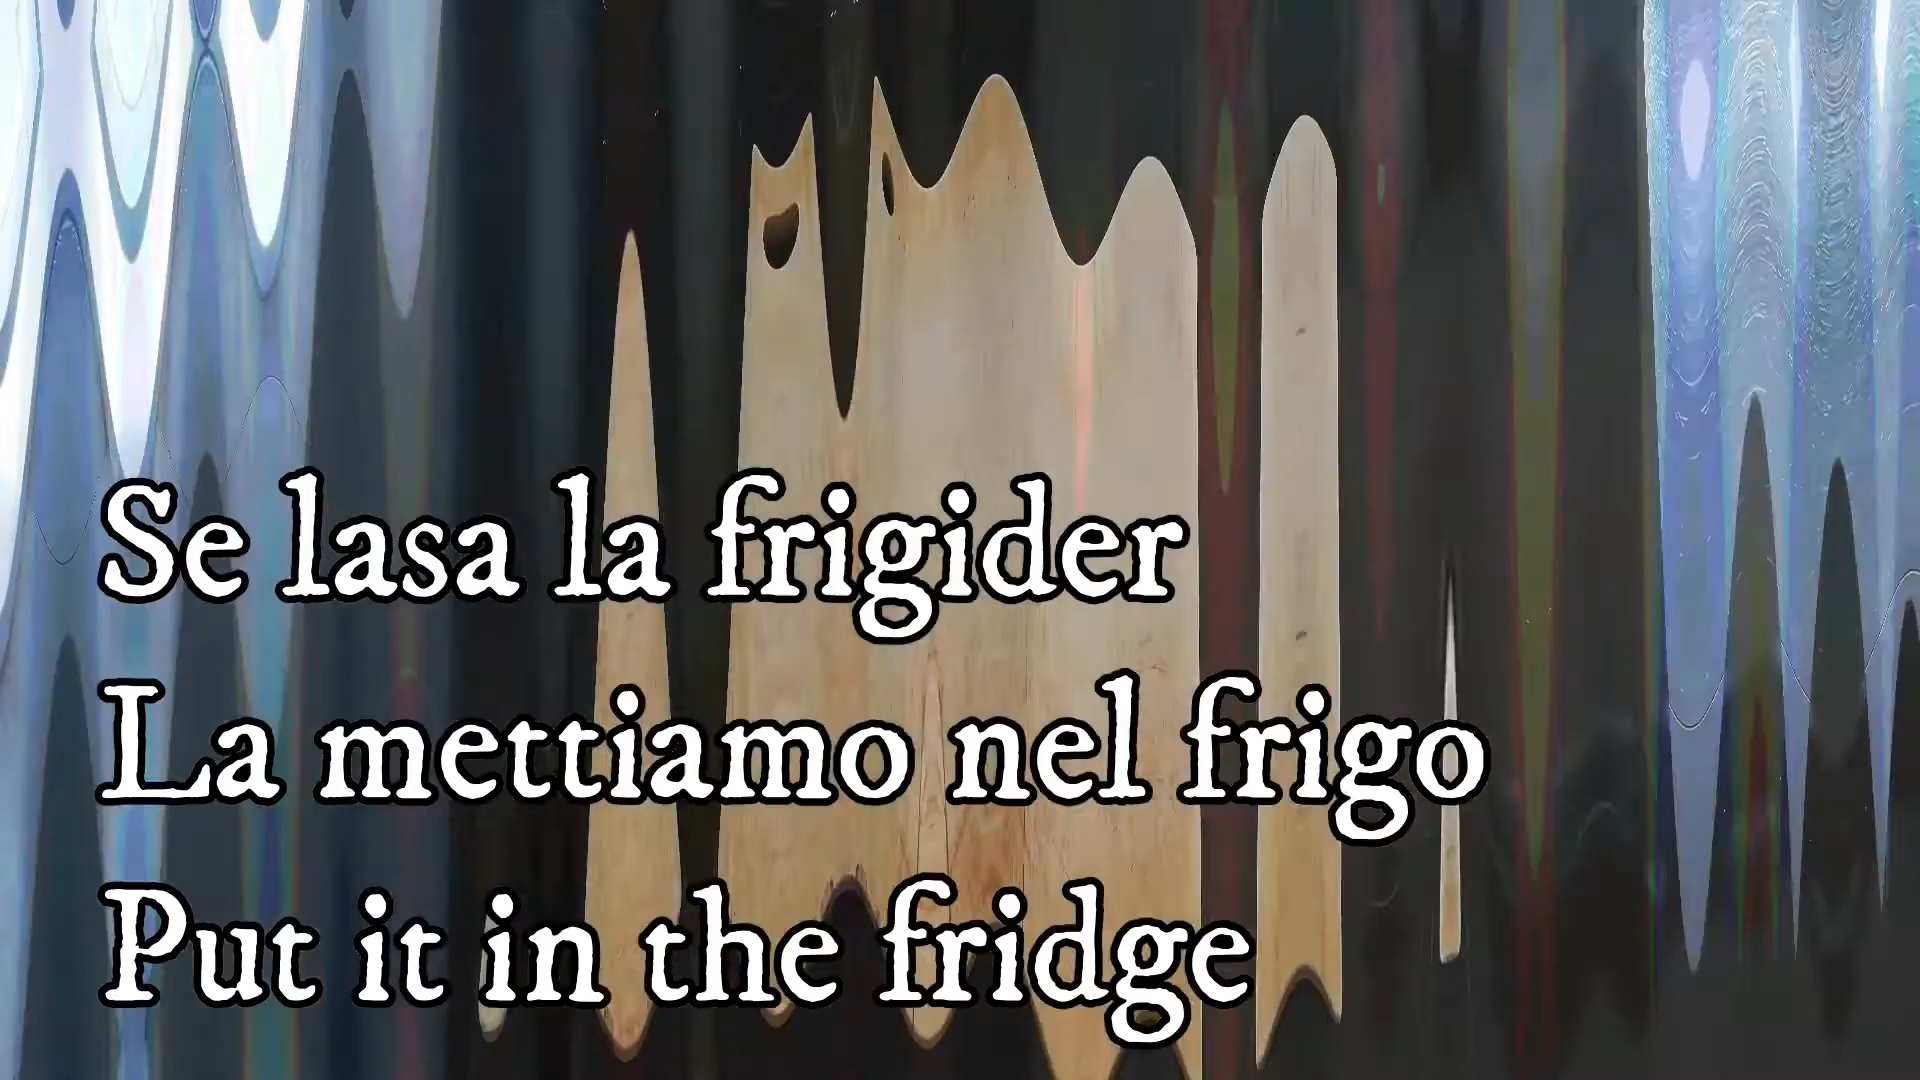 Se lasa la frigider
La mettiamo nel frigo
Put it in the fridge